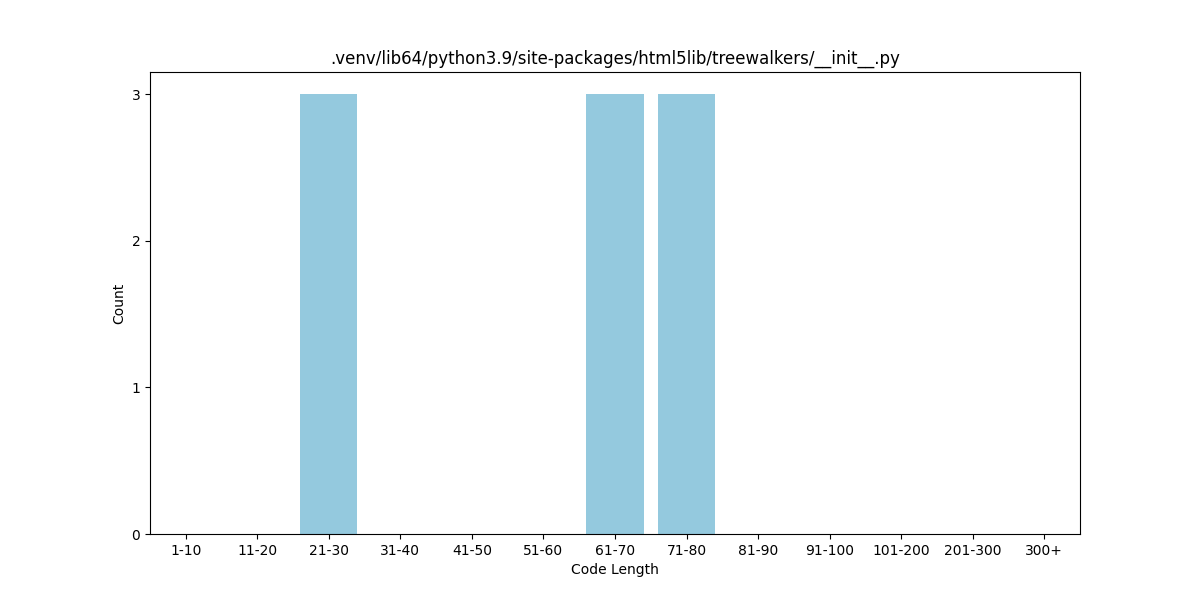 .venv/lib64/python3.9/site-packages/html5lib/treewalkers/__init__.py
3
2
1
0
Count
1-10 11-20 21-30 31-40 41-50 51-60 61-70 71-80 81-90 91-100 101-200 201-300 300+
Code Length